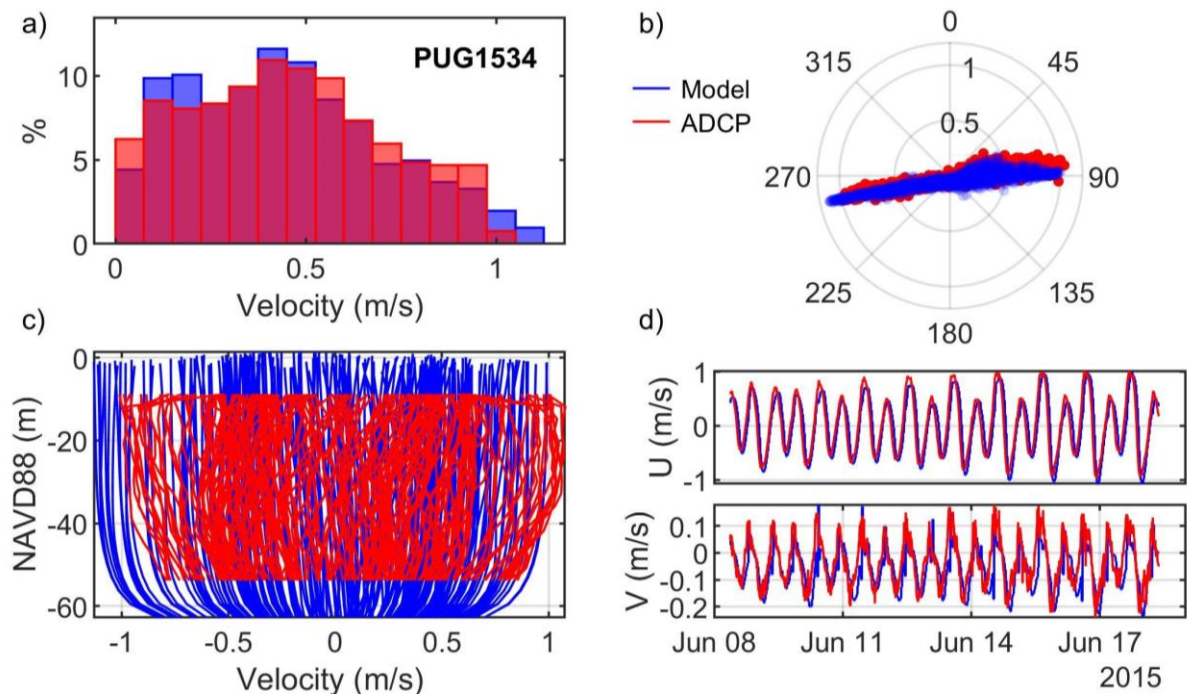 a)
PUG1534
10
5
0
%
0 0.5 1
Velocity (m/s)
b)
Model
ADCP
0
45
90
135
180
225
270
315
1
0.5
c)
0
-20
-40
-60
NAVD88 (m)
-1 -0.5 0 0.5 1
Velocity (m/s)
d)
1
0
-1
U (m/s)
0.1
0
-0.1
-0.2
V (m/s)
Jun 08 Jun 11 Jun 14 Jun 17
2015